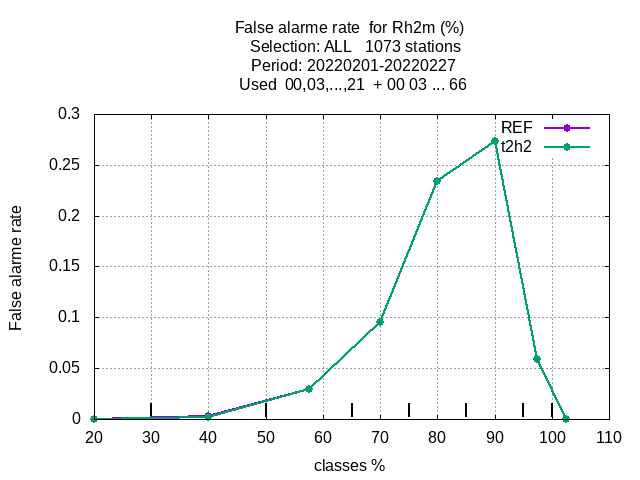 False alarme rate  for Rh2m (%)
Selection: ALL   1073 stations
Period: 20220201-20220227
Used  00,03,...,21  + 00 03 ... 66
0.3
0.25
0.2
0.15
0.1
0.05
0
False alarme rate
REF
t2h2
20 30 40 50 60 70 80 90 100 110
classes %